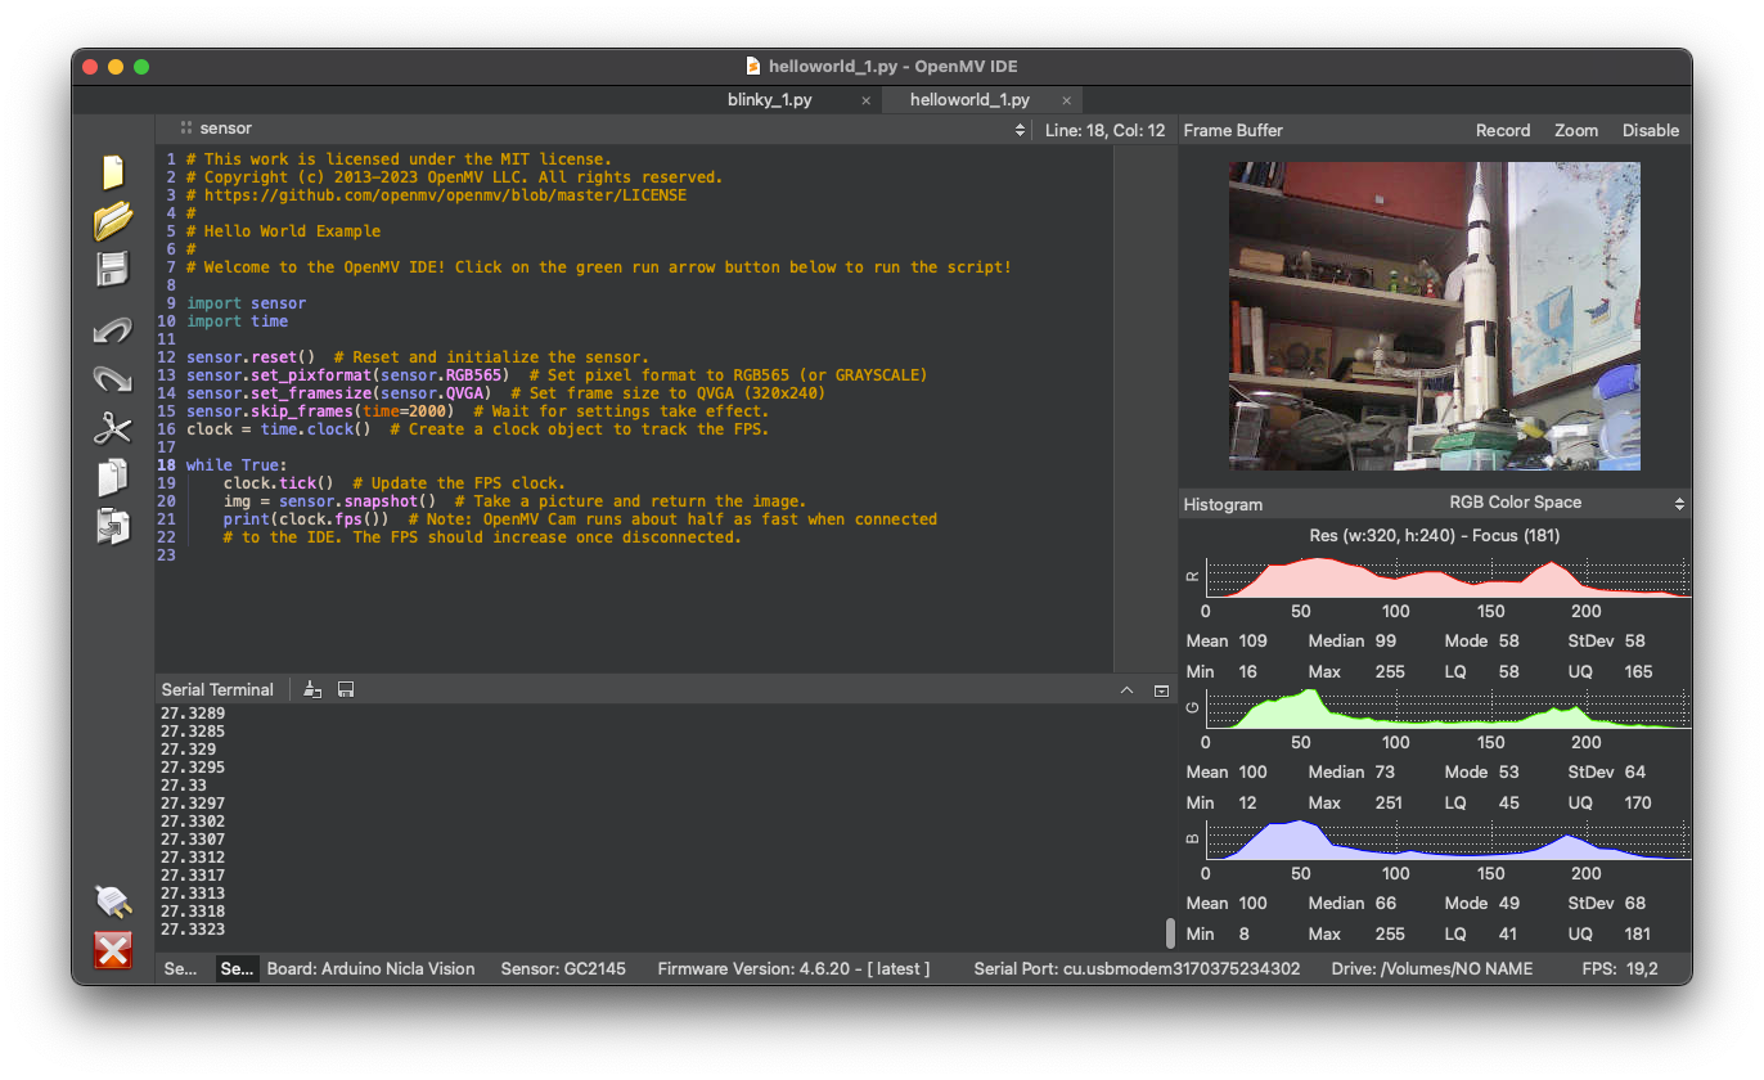 helloworld_1.py - OpenMV IDE
blinky_1.py × helloworld_1.py ×
sensor Line: 18, Col: 12
1 # This work is licensed under the MIT license.
2 # Copyright (c) 2013–2023 OpenMV LLC. All rights reserved.
3 # https://github.com/openmv/openmv/blob/master/LICENSE
4 #
5 # Hello World Example
6 #
7 # Welcome to the OpenMV IDE! Click on the green run arrow button below to run the script!
8
9 import sensor
10 import time
11
12 sensor.reset()  # Reset and initialize the sensor.
13 sensor.set_pixformat(sensor.RGB565)  # Set pixel format to RGB565 (or GRAYSCALE)
14 sensor.set_framesize(sensor.QVGA)  # Set frame size to QVGA (320x240)
15 sensor.skip_frames(time=2000)  # Wait for settings take effect.
16 clock = time.clock()  # Create a clock object to track the FPS.
17
18 while True:
19     clock.tick()  # Update the FPS clock.
20     img = sensor.snapshot()  # Take a picture and return the image.
21     print(clock.fps())  # Note: OpenMV Cam runs about half as fast when connected
22     # to the IDE. The FPS should increase once disconnected.
23
Serial Terminal
27.3289
27.3285
27.329
27.3295
27.33
27.3297
27.3302
27.3307
27.3312
27.3317
27.3313
27.3318
27.3323
Frame Buffer Record Zoom Disable
Histogram RGB Color Space
Res (w:320, h:240) - Focus (181)
R
0 50 100 150 200
Mean 109 Median 99 Mode 58 StDev 58
Min 16 Max 255 LQ 58 UQ 165
G
0 50 100 150 200
Mean 100 Median 73 Mode 53 StDev 64
Min 12 Max 251 LQ 45 UQ 170
B
0 50 100 150 200
Mean 100 Median 66 Mode 49 StDev 68
Min 8 Max 255 LQ 41 UQ 181
Se... Se... Board: Arduino Nicla Vision Sensor: GC2145 Firmware Version: 4.6.20 - [ latest ] Serial Port: cu.usbmodem3170375234302 Drive: /Volumes/NO NAME FPS: 19,2